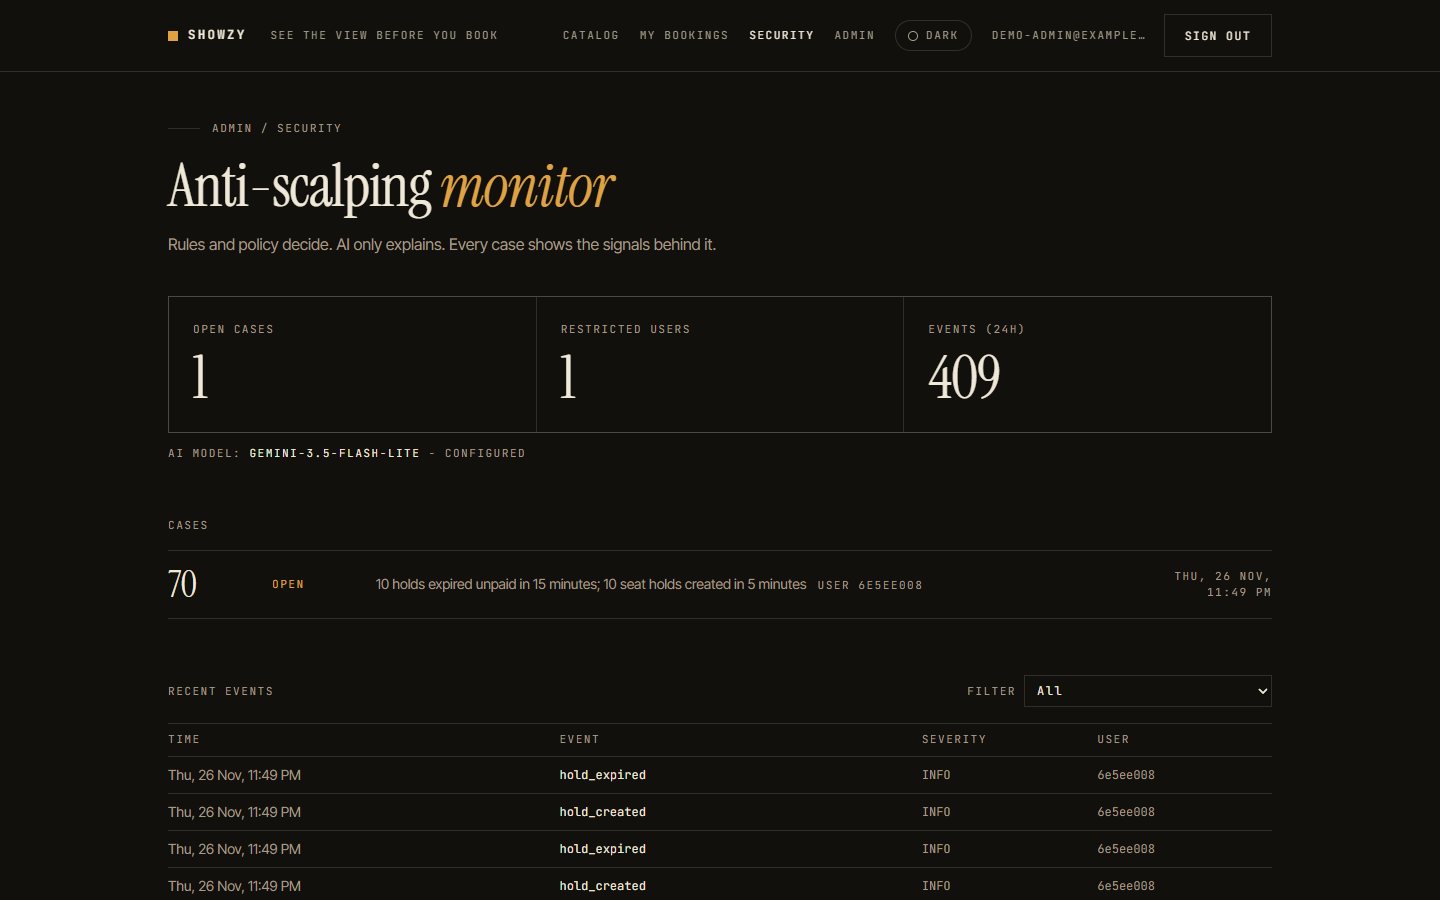 SHOWZY SEE THE VIEW BEFORE YOU BOOK CATALOG MY BOOKINGS SECURITY ADMIN DARK DEMO-ADMIN@EXAMPLE… SIGN OUT
ADMIN / SECURITY
Anti-scalping monitor
Rules and policy decide. AI only explains. Every case shows the signals behind it.
OPEN CASES RESTRICTED USERS EVENTS (24H)
1 1 409
AI MODEL: GEMINI-3.5-FLASH-LITE - CONFIGURED
CASES
70 OPEN 10 holds expired unpaid in 15 minutes; 10 seat holds created in 5 minutes USER 6E5EE008 THU, 26 NOV,
11:49 PM
RECENT EVENTS FILTER All
TIME EVENT SEVERITY USER
Thu, 26 Nov, 11:49 PM hold_expired INFO 6e5ee008
Thu, 26 Nov, 11:49 PM hold_created INFO 6e5ee008
Thu, 26 Nov, 11:49 PM hold_expired INFO 6e5ee008
Thu, 26 Nov, 11:49 PM hold_created INFO 6e5ee008